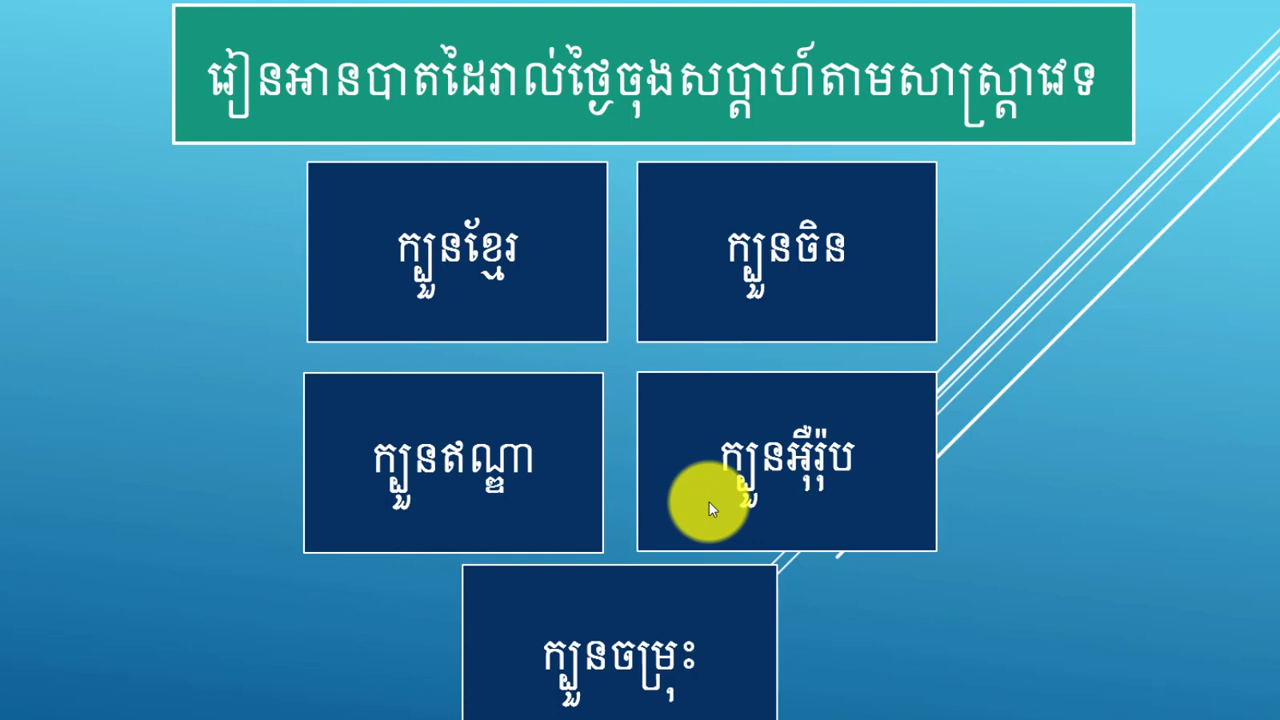 រៀនអានបាតដៃរាល់ថ្ងៃចុងសប្តាហ៍តាមសាស្ត្រាវេទ
ក្បួនខ្មែរ
ក្បួនចិន
ក្បួនឥណ្ឌា
ក្បួនអ៊ឺរ៉ុប
ក្បួនចម្រុះ